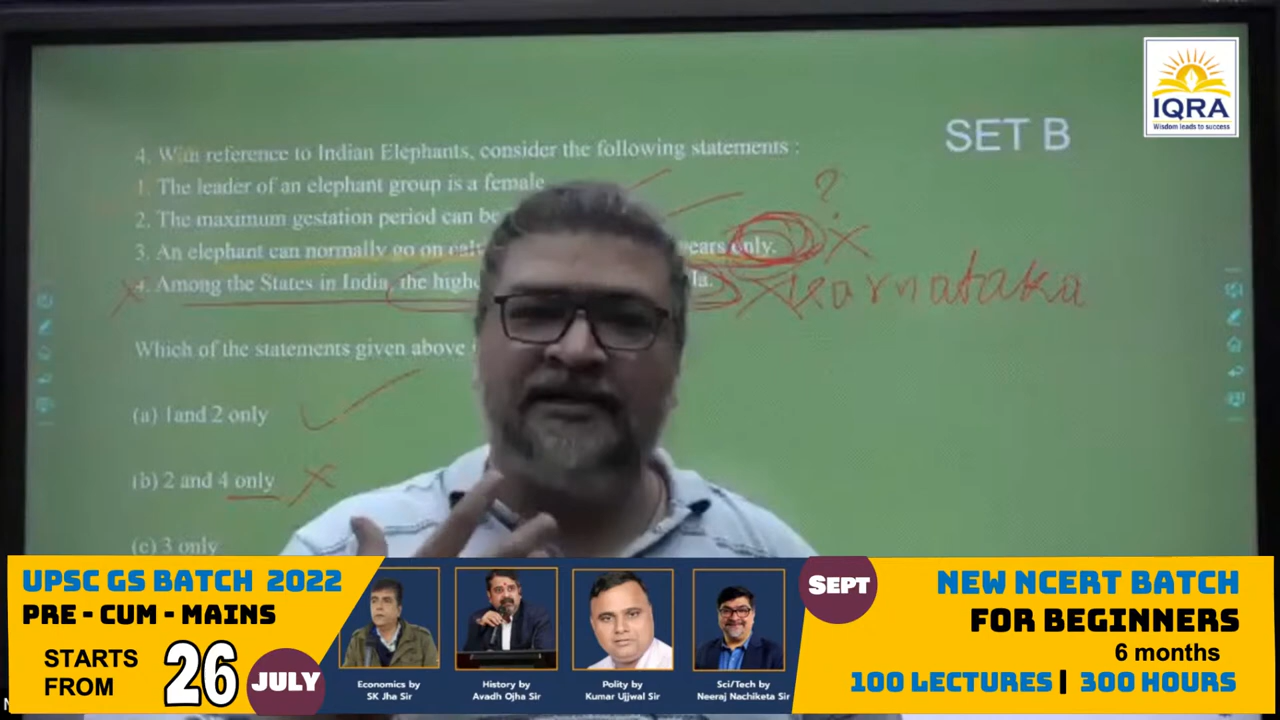 IQRA
Wisdom leads to success
SET B
4. With reference to Indian Elephants, consider the following statements :
1. The leader of an elephant group is a female
2. The maximum gestation period can be
?
3. An elephant can normally go on ears only.
4. Among the States in India, the la. Karnataka
Which of the statements given above
(a) 1and 2 only
(b) 2 and 4 only
(c) 3 only
UPSC GS BATCH 2022
PRE - CUM - MAINS
STARTS FROM 26 JULY
Economics by
SK Jha Sir
History by
Avadh Ojha Sir
Polity by
Kumar Ujjwal Sir
Sci/Tech by
Neeraj Nachiketa Sir
SEPT
NEW NCERT BATCH
FOR BEGINNERS
6 months
100 LECTURES | 300 HOURS